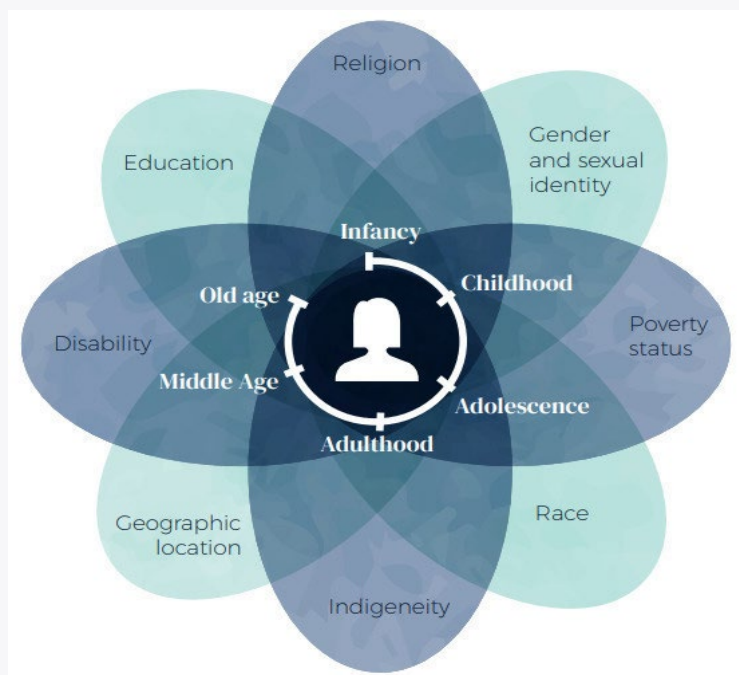 Religion
Education
Gender
and sexual
identity
Infancy
Childhood
Old age
Disability
Poverty
status
Middle Age
Adolescence
Adulthood
Geographic
location
Race
Indigeneity